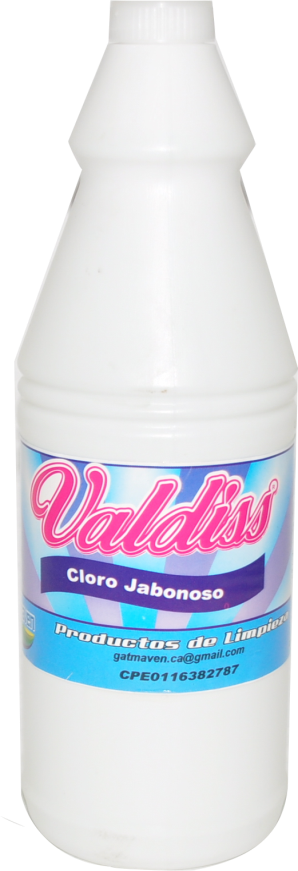 Valdiss
Cloro Jabonoso
Productos de Limpieza
gatmaven.ca@gmail.com
CPE0116382787